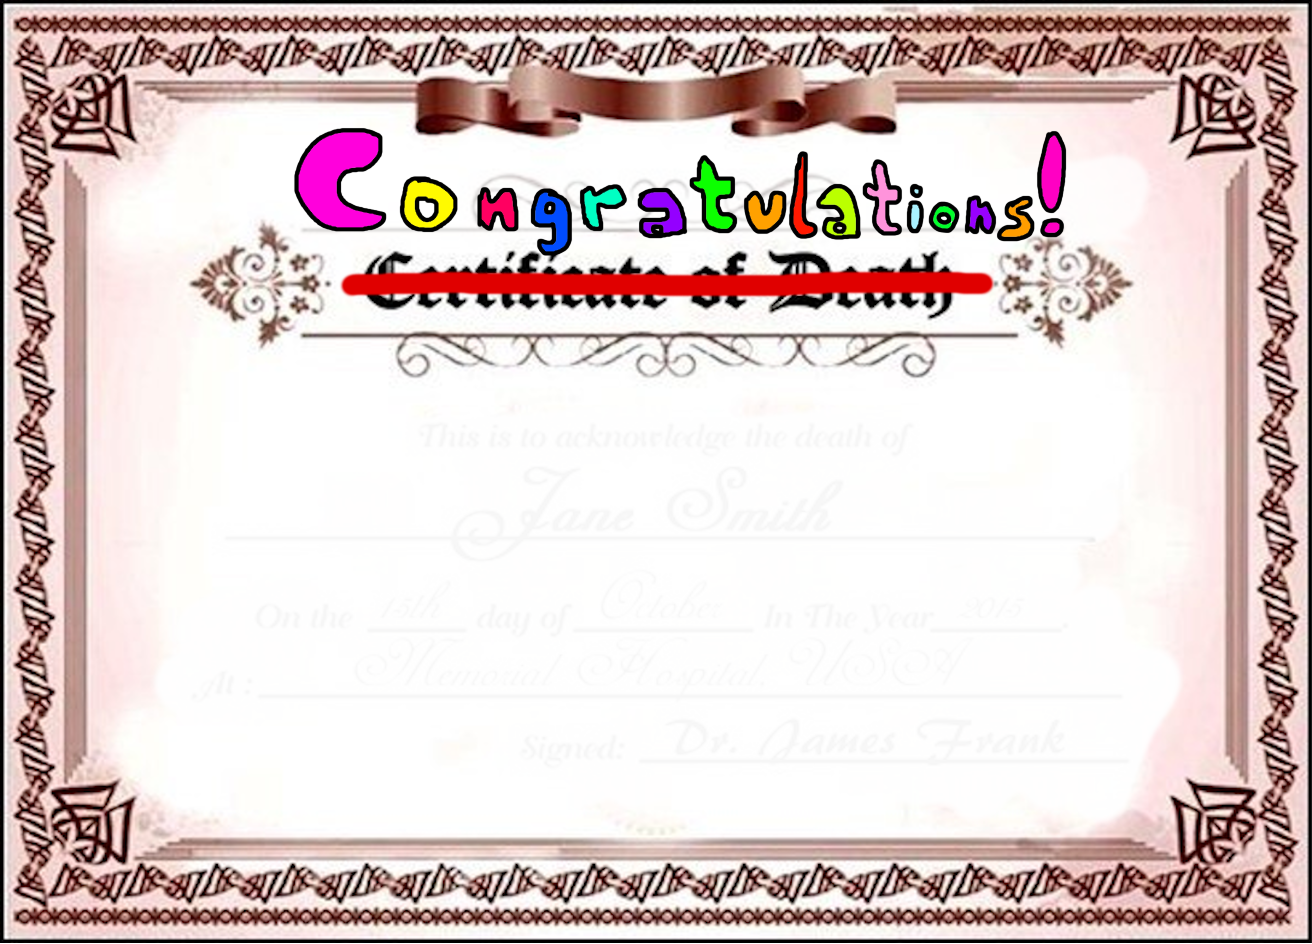 Congratulations!
Certificate of Death
This is to acknowledge the death of
Jane Smith
On the 15th day of October In The Year 2015.
At : Memorial Hospital, USA
Signed: Dr. James Frank